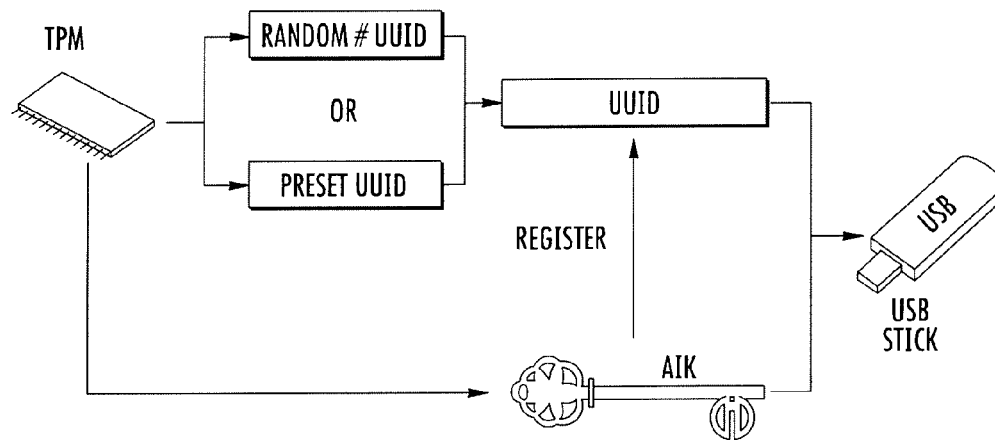 TPM
RANDOM # UUID
OR
PRESET UUID
UUID
REGISTER
AIK
USB
USB
STICK